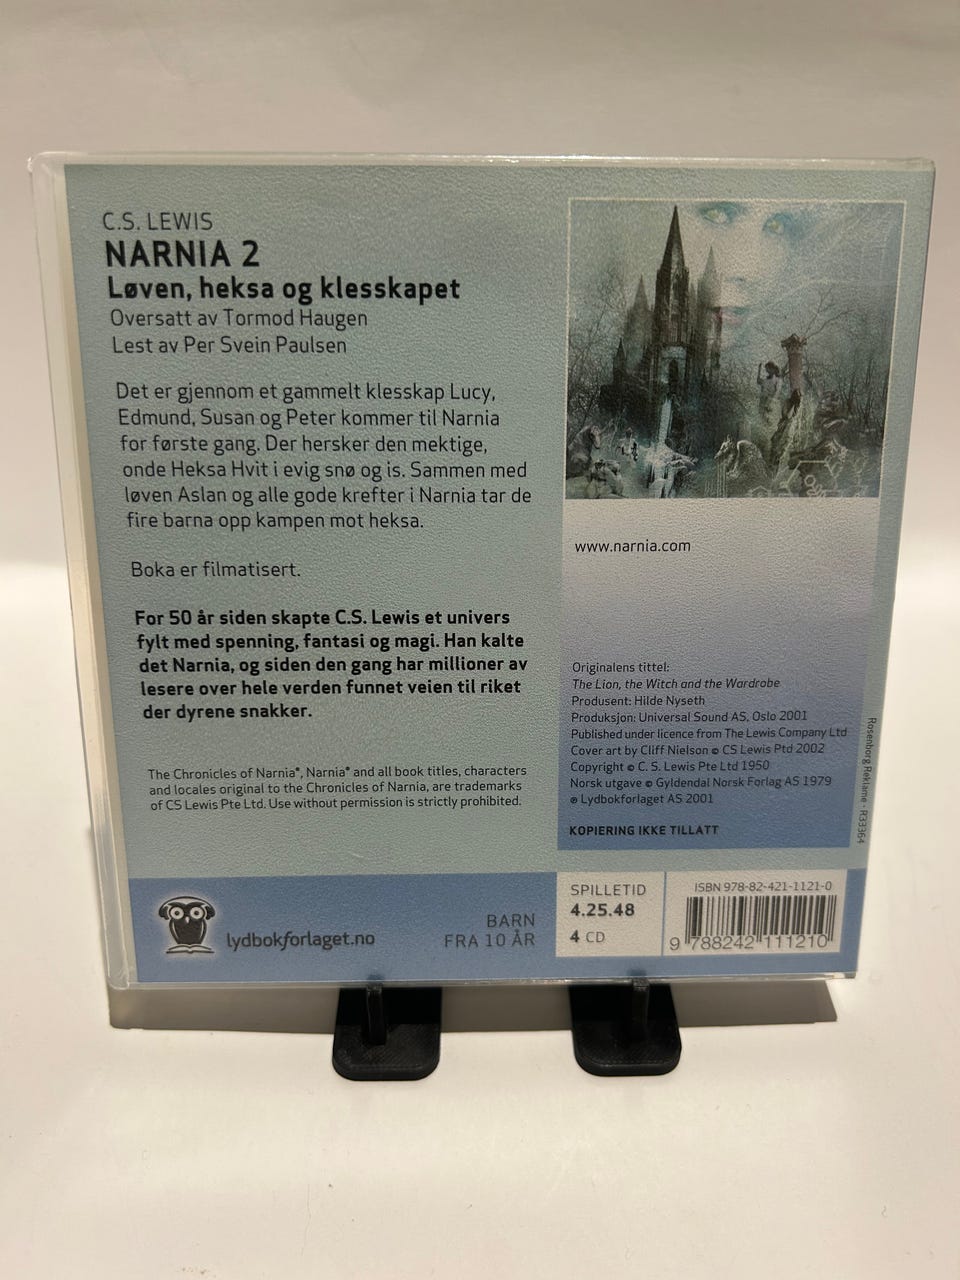 C.S. LEWIS
NARNIA 2
Løven, heksa og klesskapet
Oversatt av Tormod Haugen
Lest av Per Svein Paulsen
Det er gjennom et gammelt klesskap Lucy,
Edmund, Susan og Peter kommer til Narnia
for første gang. Der hersker den mektige,
onde Heksa Hvit i evig snø og is. Sammen med
løven Aslan og alle gode krefter i Narnia tar de
fire barna opp kampen mot heksa.
Boka er filmatisert.
For 50 år siden skapte C.S. Lewis et univers
fylt med spenning, fantasi og magi. Han kalte
det Narnia, og siden den gang har millioner av
lesere over hele verden funnet veien til riket
der dyrene snakker.
The Chronicles of Narnia®, Narnia® and all book titles, characters
and locales original to the Chronicles of Narnia, are trademarks
of CS Lewis Pte Ltd. Use without permission is strictly prohibited.
www.narnia.com
Originalens tittel:
The Lion, the Witch and the Wardrobe
Produsent: Hilde Nyseth
Produksjon: Universal Sound AS, Oslo 2001
Published under licence from The Lewis Company Ltd
Cover art by Cliff Nielson © CS Lewis Ptd 2002
Copyright © C. S. Lewis Pte Ltd 1950
Norsk utgave © Gyldendal Norsk Forlag AS 1979
℗ Lydbokforlaget AS 2001
KOPIERING IKKE TILLATT
Rosenborg Reklame - R33364
lydbokforlaget.no
BARN
FRA 10 ÅR
SPILLETID
4.25.48
4 CD
ISBN 978-82-421-1121-0
9 788242 111210